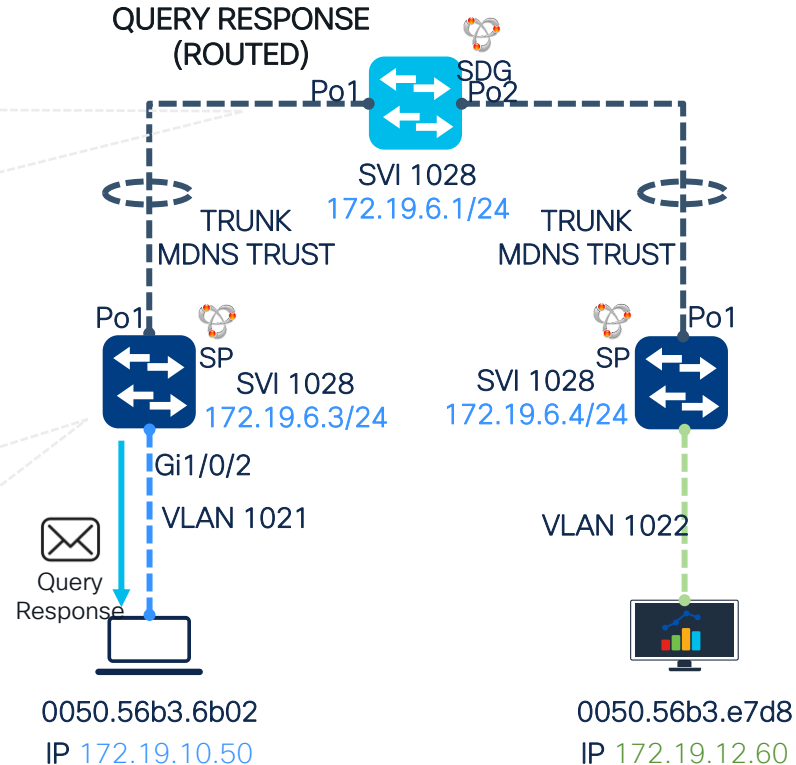 QUERY RESPONSE
(ROUTED)
SDG
Po1
Po2
SVI 1028
172.19.6.1/24
TRUNK
MDNS TRUST
TRUNK
MDNS TRUST
Po1
Po1
SP
SP
SVI 1028
172.19.6.3/24
SVI 1028
172.19.6.4/24
Gi1/0/2
VLAN 1021
VLAN 1022
Query
Response
0050.56b3.6b02
IP 172.19.10.50
0050.56b3.e7d8
IP 172.19.12.60